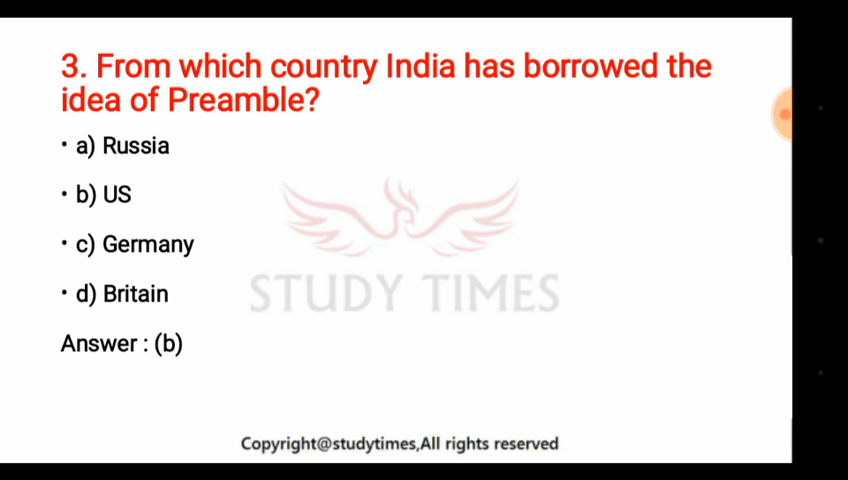 3. From which country India has borrowed the
idea of Preamble?
• a) Russia
• b) US
• c) Germany
• d) Britain
STUDY TIMES
Answer : (b)
Copyright@studytimes,All rights reserved